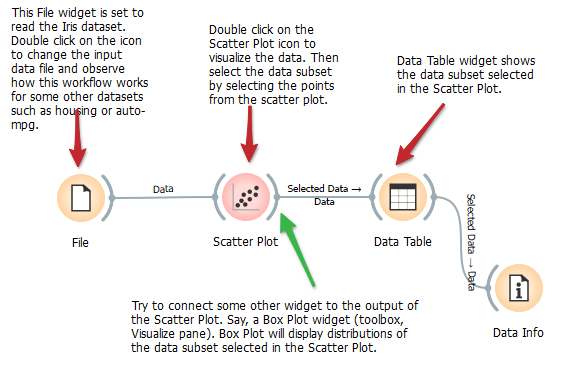 This File widget is set to
read the Iris dataset.
Double click on the icon
to change the input
data file and observe
how this workflow works
for some other datasets
such as housing or auto-
mpg.
Double click on the
Scatter Plot icon to
visualize the data. Then
select the data subset
by selecting the points
from the scatter plot.
Data Table widget shows
the data subset selected
in the Scatter Plot.
Data
Selected Data →
Data
Selected Data → Data
File
Scatter Plot
Data Table
Data Info
Try to connect some other widget to the output of
the Scatter Plot. Say, a Box Plot widget (toolbox,
Visualize pane). Box Plot will display distributions of
the data subset selected in the Scatter Plot.